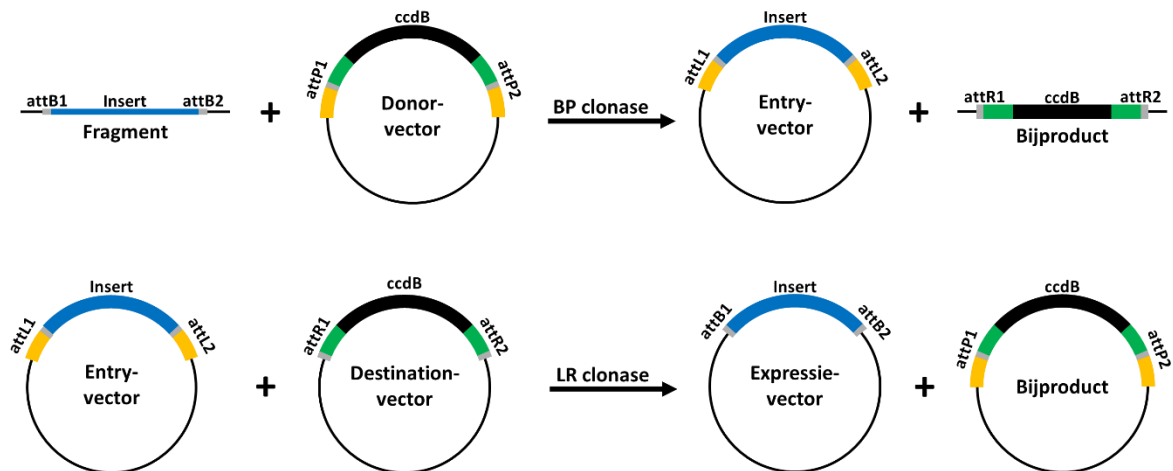 attB1 Insert attB2
Fragment
+
attP1 ccdB attP2
Donor-
vector
BP clonase
attL1 Insert attL2
Entry-
vector
+
attR1 ccdB attR2
Bijproduct
attL1 Insert attL2
Entry-
vector
+
attR1 ccdB attR2
Destination-
vector
LR clonase
attB1 Insert attB2
Expressie-
vector
+
attP1 ccdB attP2
Bijproduct